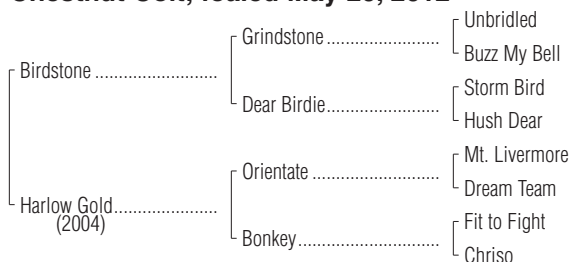 Chestnut Colt, foaled May 2012
Unbridled
Grindstone
Buzz My Bell
Birdstone
Storm Bird
Dear Birdie
Hush Dear
Mt. Livermore
Orientate
Dream Team
Harlow Gold
(2004)
Fit to Fight
Bonkey
Chriso